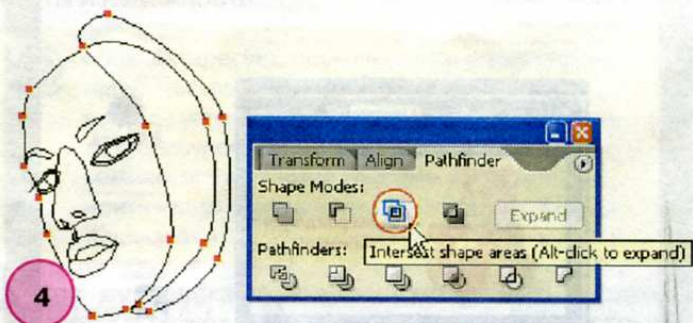 Transform Align Pathfinder
Shape Modes:
Expand
Pathfinders: Intersect shape areas (Alt-click to expand)
4